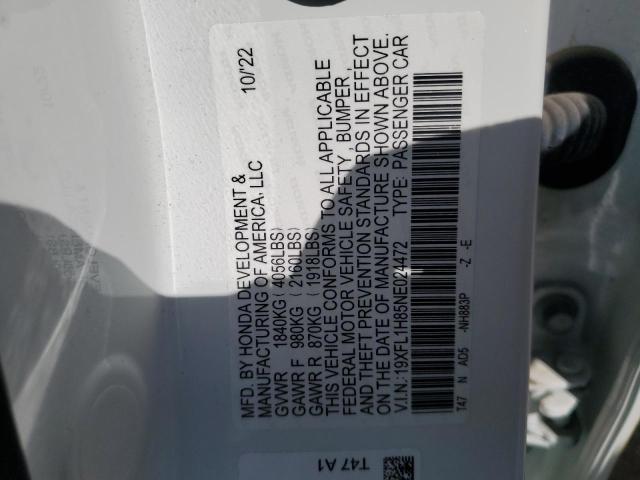 MFD. BY HONDA DEVELOPMENT & 10/'22
MANUFACTURING OF AMERICA, LLC
GVWR 1840KG ( 4056LBS)
GAWR F 980KG ( 2160LBS)
GAWR R 870KG ( 1918LBS)
THIS VEHICLE CONFORMS TO ALL APPLICABLE
FEDERAL MOTOR VEHICLE SAFETY, BUMPER,
AND THEFT PREVENTION STANDARDS IN EFFECT
ON THE DATE OF MANUFACTURE SHOWN ABOVE.
V.I.N.: 19XFL1H85NE024472 TYPE: PASSENGER CAR
T47 N AD5 -NH883P -Z -E
T47 A1